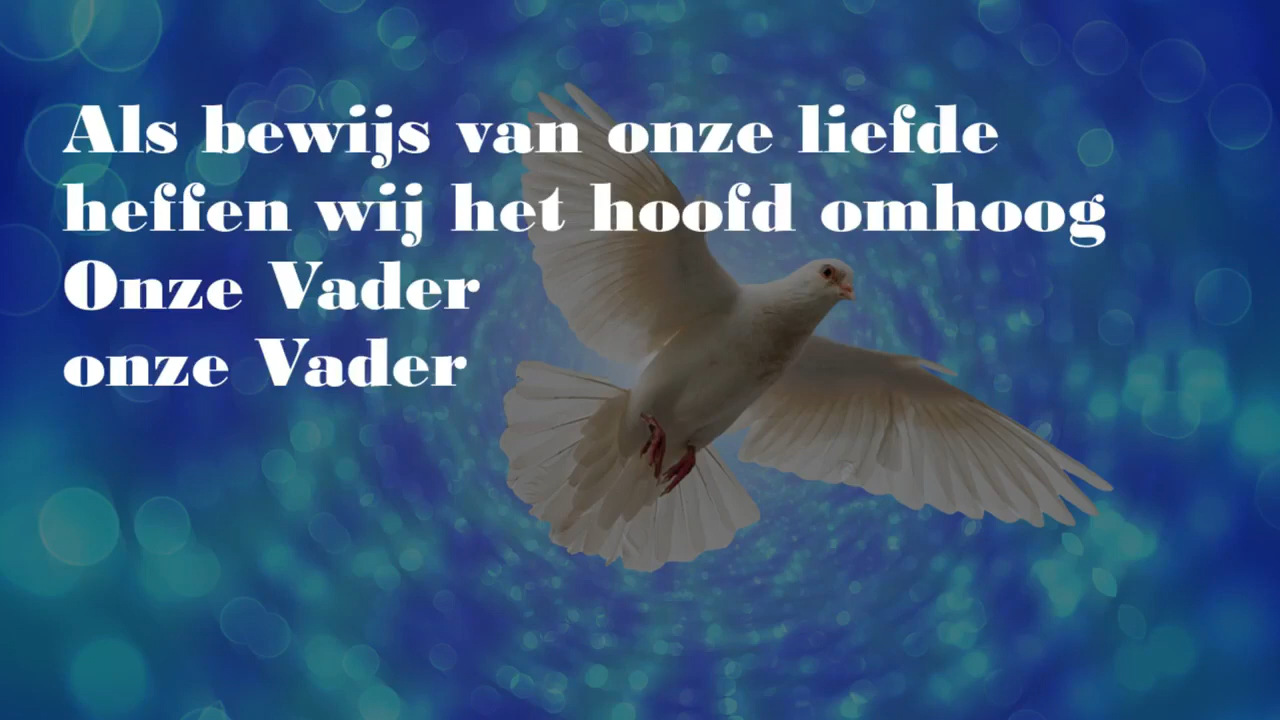 Als bewijs van onze liefde
heffen wij het hoofd omhoog
Onze Vader
onze Vader